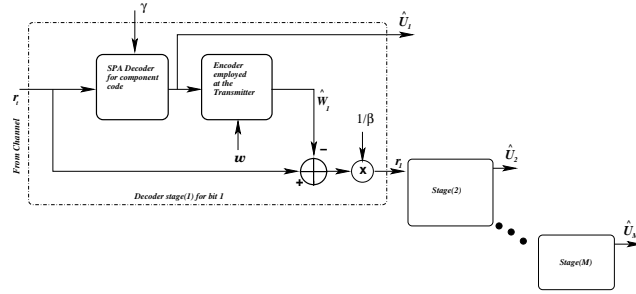 γ
Û1
SPA Decoder
for component
code
Encoder
employed
at the
Transmitter
rt
From Channel
Ŵ1
w
−
+
1/β
x
r1
Decoder stage(1) for bit 1
Û2
Stage(2)
ÛM
Stage(M)